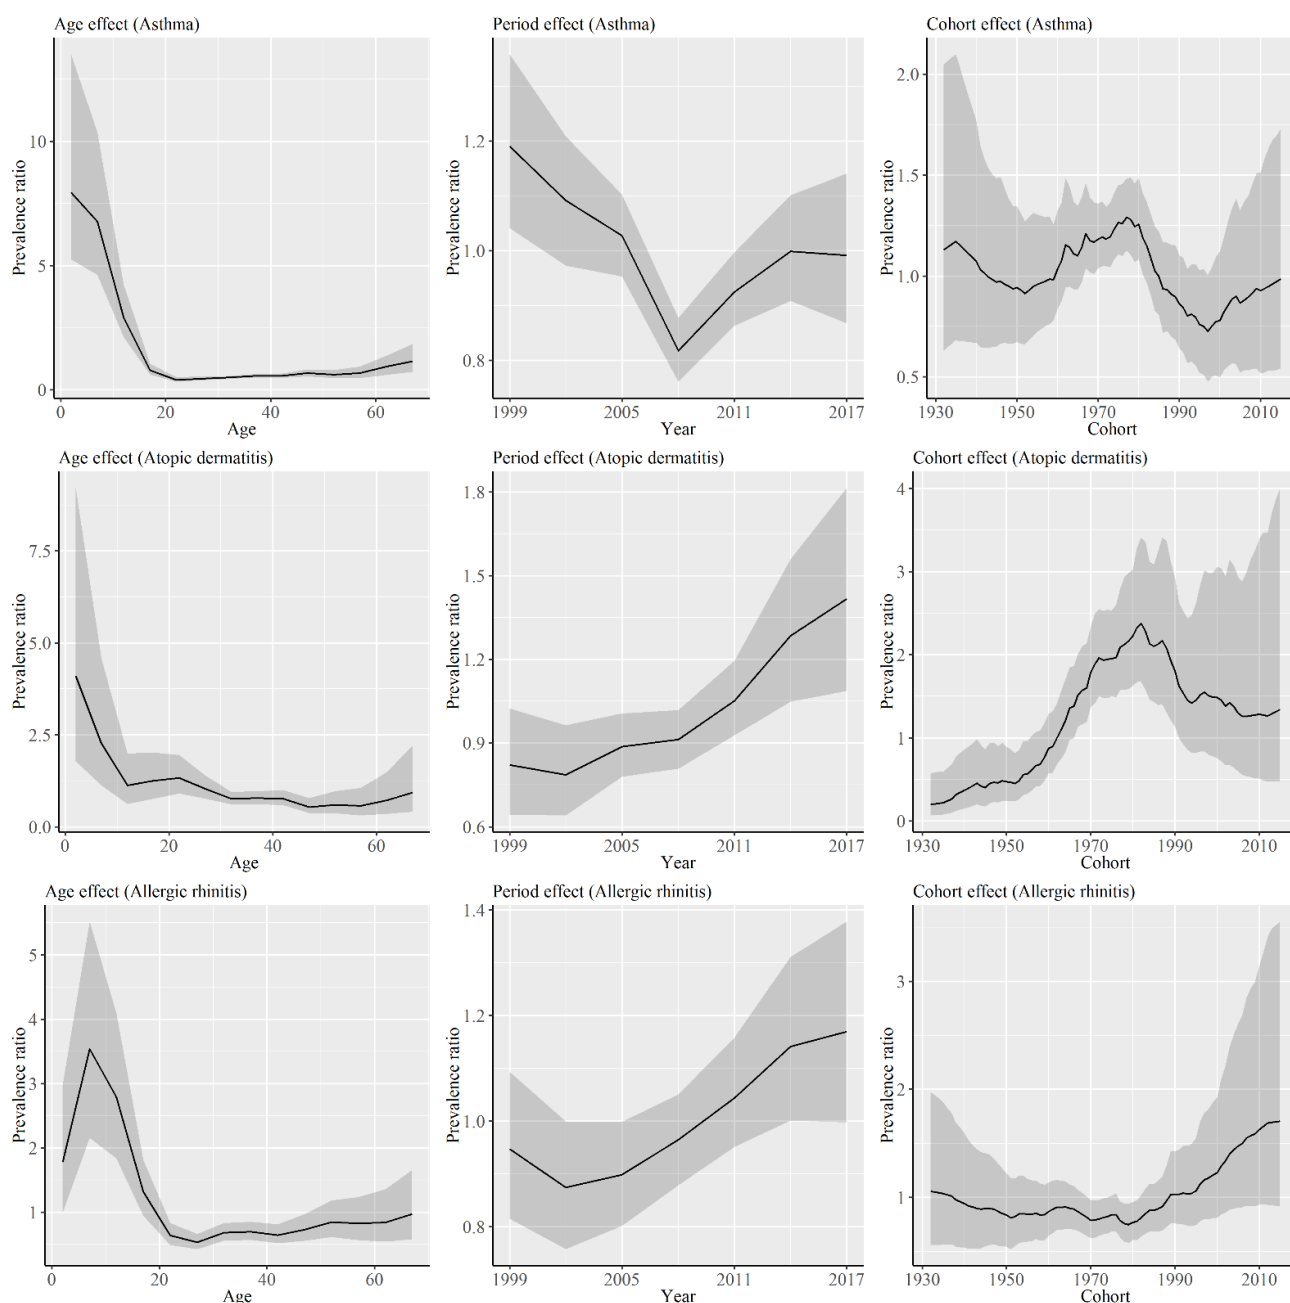 Age effect (Asthma)
Prevalence ratio
10
5
0
0
20
40
60
Age
Period effect (Asthma)
Prevalence ratio
1.2
1.0
0.8
1999
2005
2011
2017
Year
Cohort effect (Asthma)
Prevalence ratio
2.0
1.5
1.0
0.5
1930
1950
1970
1990
2010
Cohort
Age effect (Atopic dermatitis)
Prevalence ratio
7.5
5.0
2.5
0.0
0
20
40
60
Age
Period effect (Atopic dermatitis)
Prevalence ratio
1.8
1.5
1.2
0.9
0.6
1999
2005
2011
2017
Year
Cohort effect (Atopic dermatitis)
Prevalence ratio
4
3
2
1
0
1930
1950
1970
1990
2010
Cohort
Age effect (Allergic rhinitis)
Prevalence ratio
5
4
3
2
1
0
20
40
60
Age
Period effect (Allergic rhinitis)
Prevalence ratio
1.4
1.2
1.0
0.8
1999
2005
2011
2017
Year
Cohort effect (Allergic rhinitis)
Prevalence ratio
3
2
1
1930
1950
1970
1990
2010
Cohort